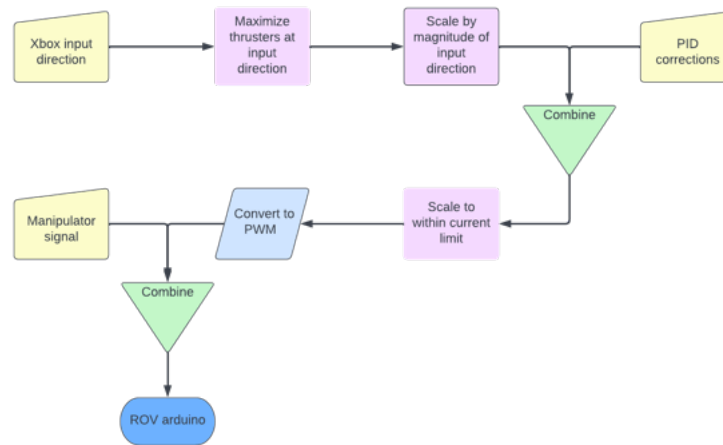 Xbox input
direction
Maximize
thrusters at
input
direction
Scale by
magnitude of
input
direction
PID
corrections
Combine
Manipulator
signal
Convert to
PWM
Scale to
within current
limit
Combine
ROV arduino